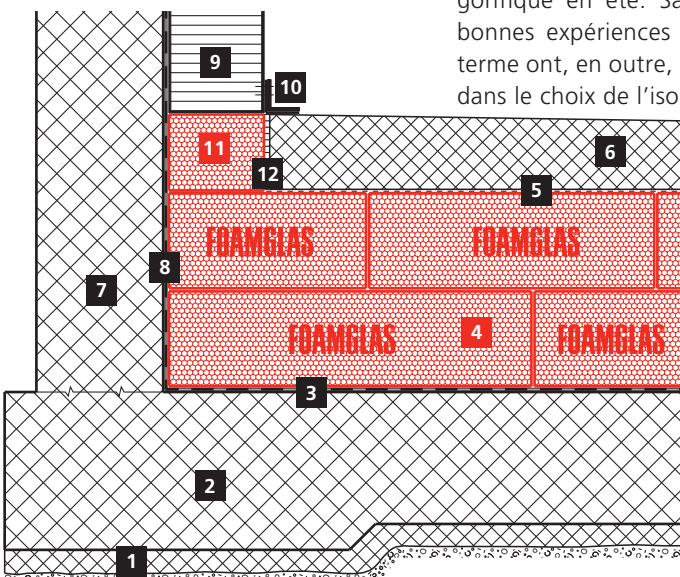 gorifique en été. Sa
bonnes expériences
terme ont, en outre,
dans le choix de l'iso
9
10
11
6
12
5
FOAMGLAS FOAMGLAS
8
7
4
FOAMGLAS FOAMGLAS
3
2
1